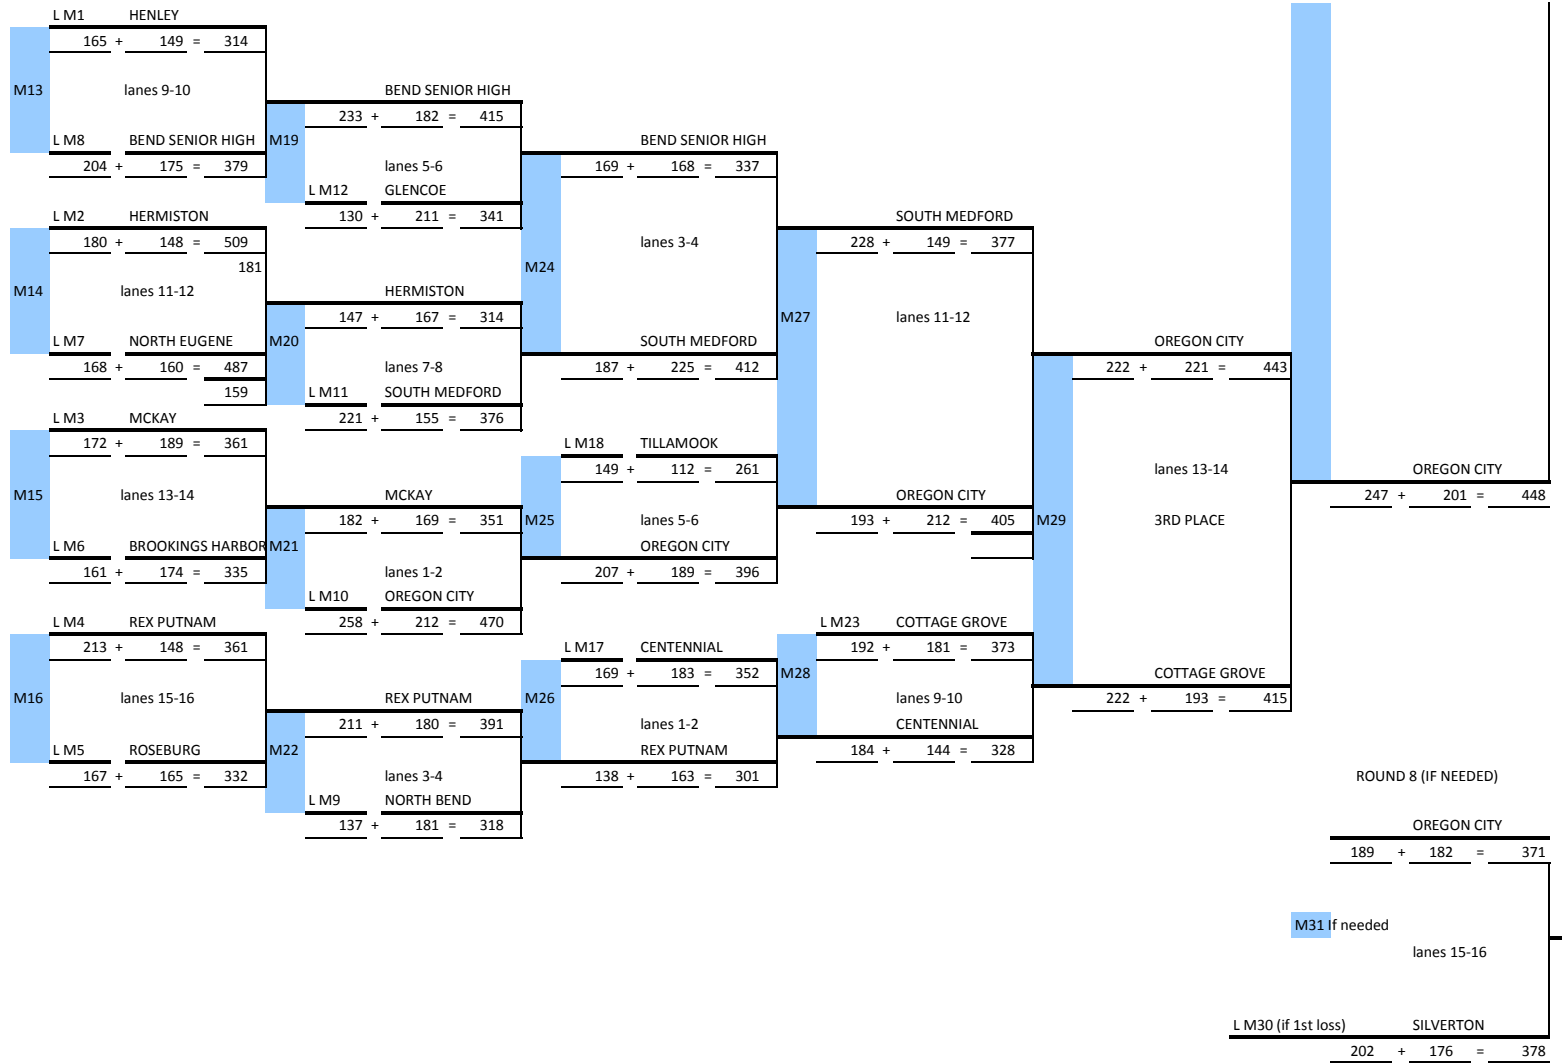 L M1 HENLEY
165 + 149 = 314
M13 lanes 9-10
L M8 BEND SENIOR HIGH
204 + 175 = 379
L M2 HERMISTON
180 + 148 = 509
181
M14 lanes 11-12
L M7 NORTH EUGENE
168 + 160 = 487
159
L M3 MCKAY
172 + 189 = 361
M15 lanes 13-14
L M6 BROOKINGS HARBOR
161 + 174 = 335
L M4 REX PUTNAM
213 + 148 = 361
M16 lanes 15-16
L M5 ROSEBURG
167 + 165 = 332
BEND SENIOR HIGH
233 + 182 = 415
M19
lanes 5-6
L M12 GLENCOE
130 + 211 = 341
HERMISTON
147 + 167 = 314
M20
lanes 7-8
L M11 SOUTH MEDFORD
221 + 155 = 376
MCKAY
182 + 169 = 351
M21
lanes 1-2
L M10 OREGON CITY
258 + 212 = 470
REX PUTNAM
211 + 180 = 391
M22
lanes 3-4
L M9 NORTH BEND
137 + 181 = 318
BEND SENIOR HIGH
169 + 168 = 337
lanes 3-4
M24
SOUTH MEDFORD
187 + 225 = 412
L M18 TILLAMOOK
149 + 112 = 261
M25 lanes 5-6
OREGON CITY
207 + 189 = 396
L M17 CENTENNIAL
169 + 183 = 352
M26
lanes 1-2
REX PUTNAM
138 + 163 = 301
SOUTH MEDFORD
228 + 149 = 377
M27 lanes 11-12
OREGON CITY
193 + 212 = 405
L M23 COTTAGE GROVE
192 + 181 = 373
M28
lanes 9-10
CENTENNIAL
184 + 144 = 328
OREGON CITY
222 + 221 = 443
lanes 13-14
M29 3RD PLACE
COTTAGE GROVE
222 + 193 = 415
OREGON CITY
247 + 201 = 448
ROUND 8 (IF NEEDED)
OREGON CITY
189 + 182 = 371
M31 If needed
lanes 15-16
L M30 (if 1st loss) SILVERTON
202 + 176 = 378